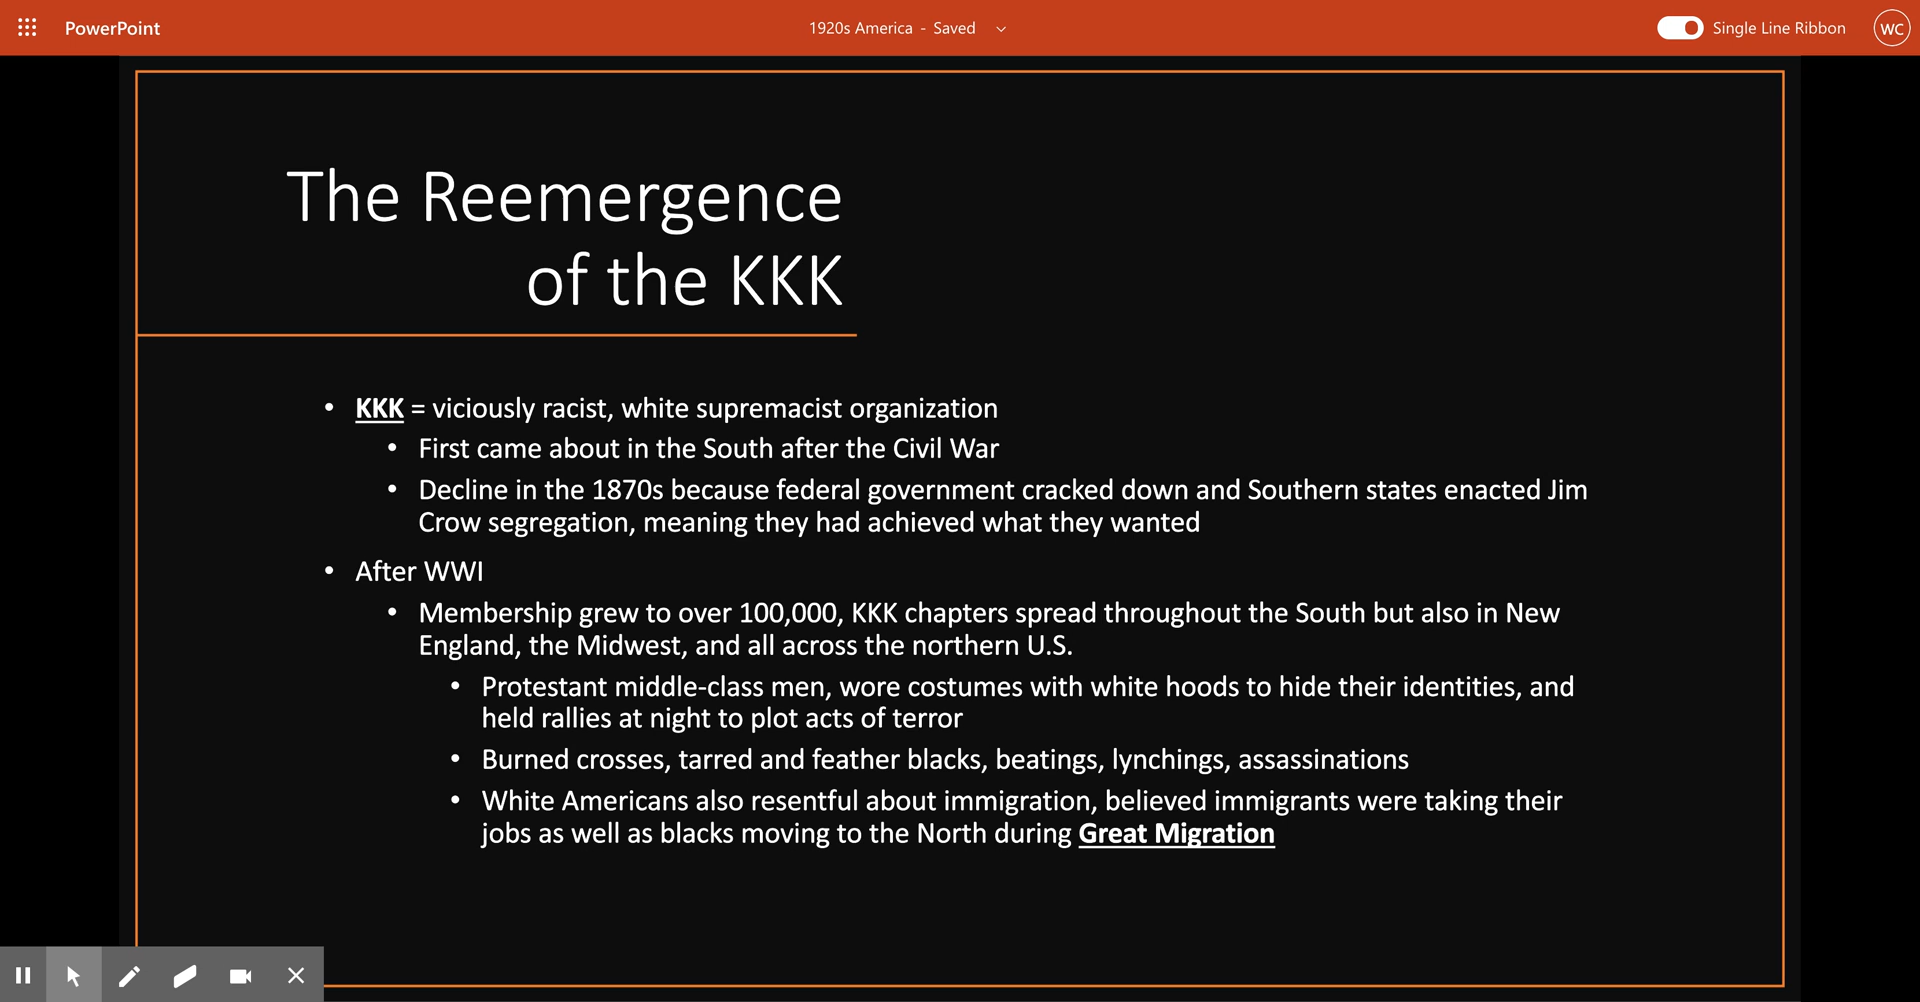 PowerPoint
1920s America - Saved
Single Line Ribbon
WC
The Reemergence
of the KKK
• KKK = viciously racist, white supremacist organization
• First came about in the South after the Civil War
• Decline in the 1870s because federal government cracked down and Southern states enacted Jim
Crow segregation, meaning they had achieved what they wanted
• After WWI
• Membership grew to over 100,000, KKK chapters spread throughout the South but also in New
England, the Midwest, and all across the northern U.S.
• Protestant middle-class men, wore costumes with white hoods to hide their identities, and
held rallies at night to plot acts of terror
• Burned crosses, tarred and feather blacks, beatings, lynchings, assassinations
• White Americans also resentful about immigration, believed immigrants were taking their
jobs as well as blacks moving to the North during Great Migration